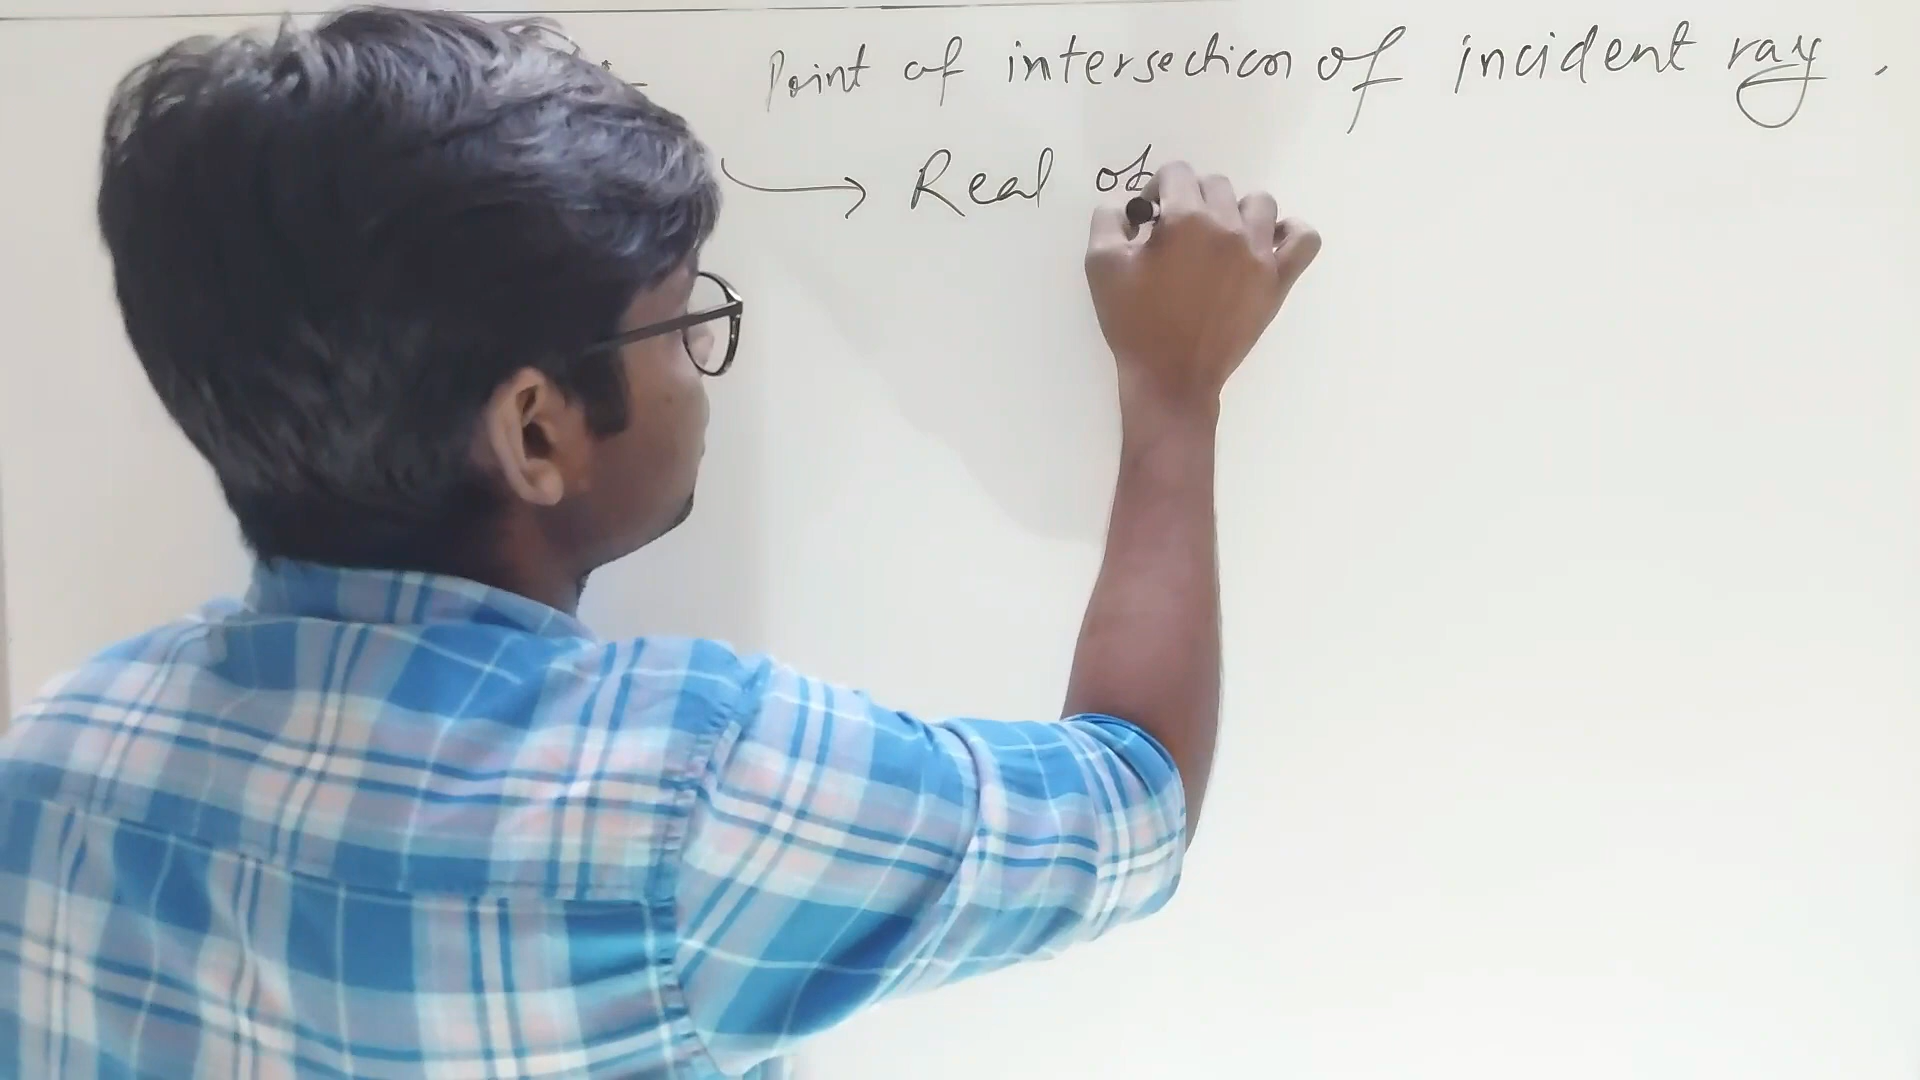 Point of intersection of incident ray.
→ Real ob